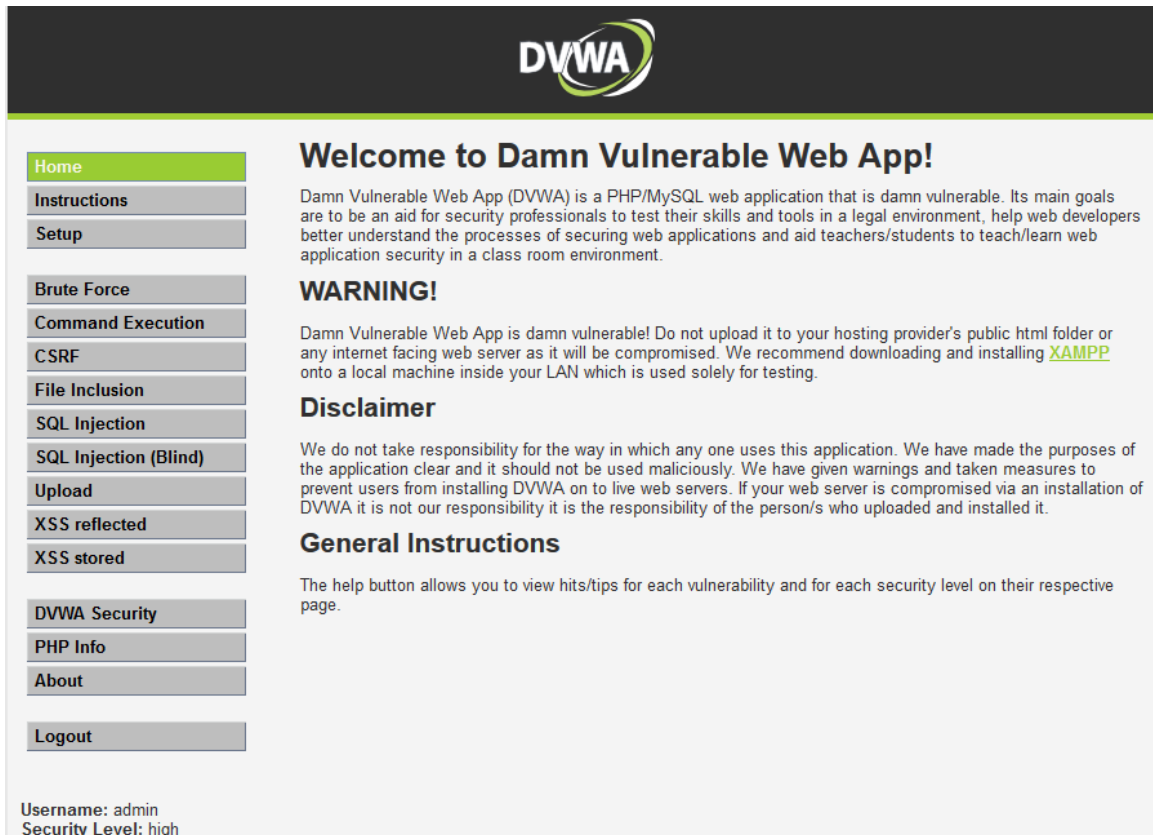 DVWA
Home
Instructions
Setup
Brute Force
Command Execution
CSRF
File Inclusion
SQL Injection
SQL Injection (Blind)
Upload
XSS reflected
XSS stored
DVWA Security
PHP Info
About
Logout
Username: admin
Security Level: high
Welcome to Damn Vulnerable Web App!
Damn Vulnerable Web App (DVWA) is a PHP/MySQL web application that is damn vulnerable. Its main goals
are to be an aid for security professionals to test their skills and tools in a legal environment, help web developers
better understand the processes of securing web applications and aid teachers/students to teach/learn web
application security in a class room environment.
WARNING!
Damn Vulnerable Web App is damn vulnerable! Do not upload it to your hosting provider's public html folder or
any internet facing web server as it will be compromised. We recommend downloading and installing XAMPP
onto a local machine inside your LAN which is used solely for testing.
Disclaimer
We do not take responsibility for the way in which any one uses this application. We have made the purposes of
the application clear and it should not be used maliciously. We have given warnings and taken measures to
prevent users from installing DVWA on to live web servers. If your web server is compromised via an installation of
DVWA it is not our responsibility it is the responsibility of the person/s who uploaded and installed it.
General Instructions
The help button allows you to view hits/tips for each vulnerability and for each security level on their respective
page.